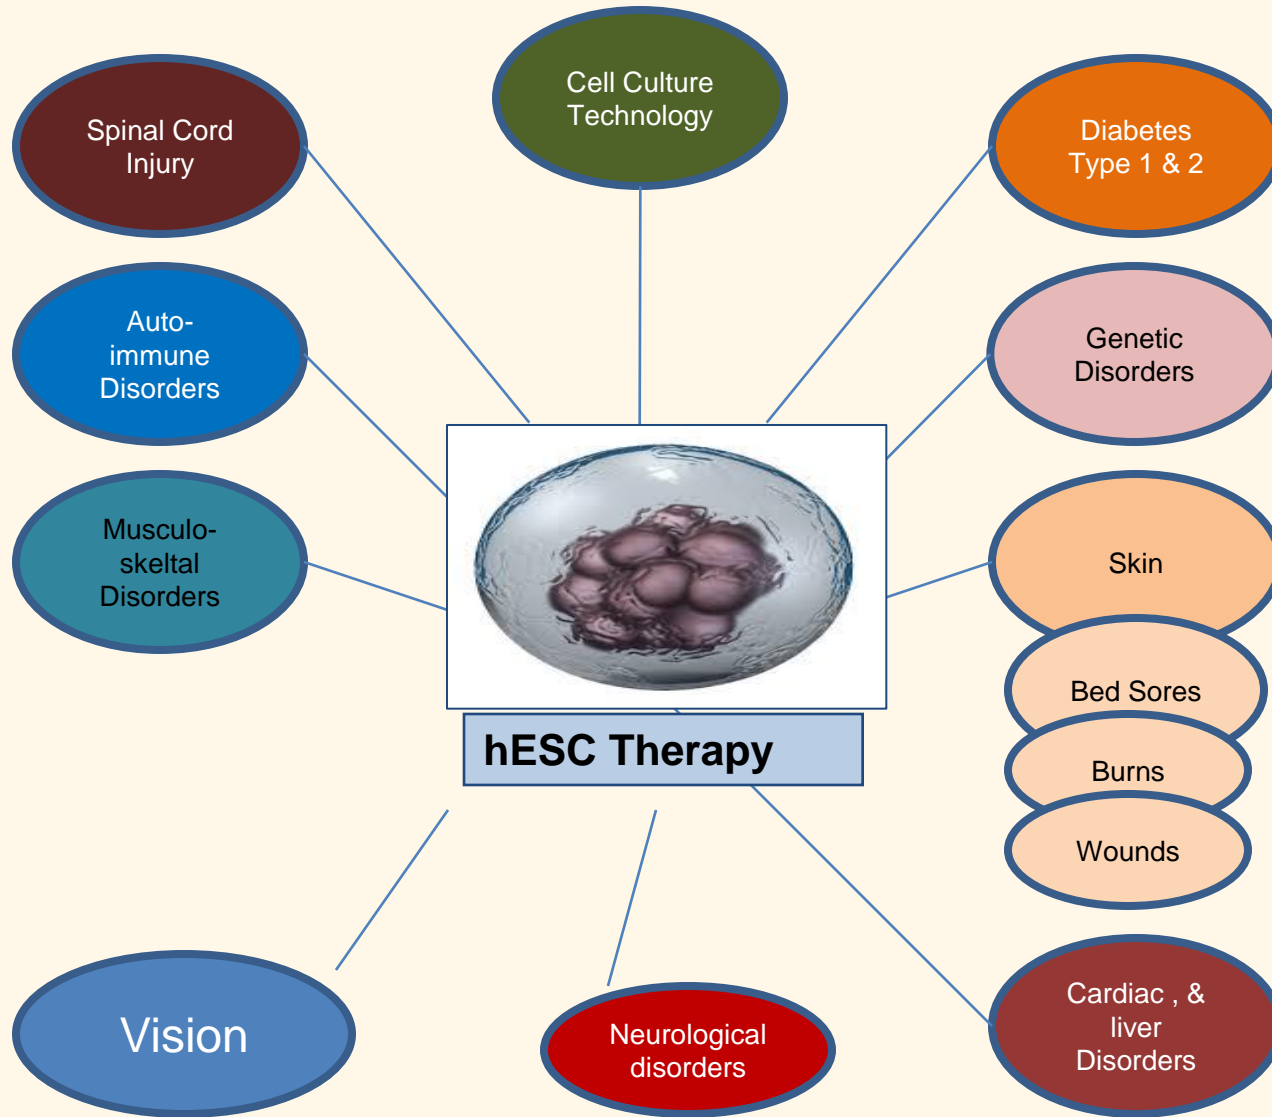 Cell Culture
Technology
Spinal Cord
Injury
Diabetes
Type 1 & 2
Auto-
immune
Disorders
Genetic
Disorders
Musculo-
skeltal
Disorders
Skin
Bed Sores
hESC Therapy
Burns
Wounds
Vision
Neurological
disorders
Cardiac , &
liver
Disorders